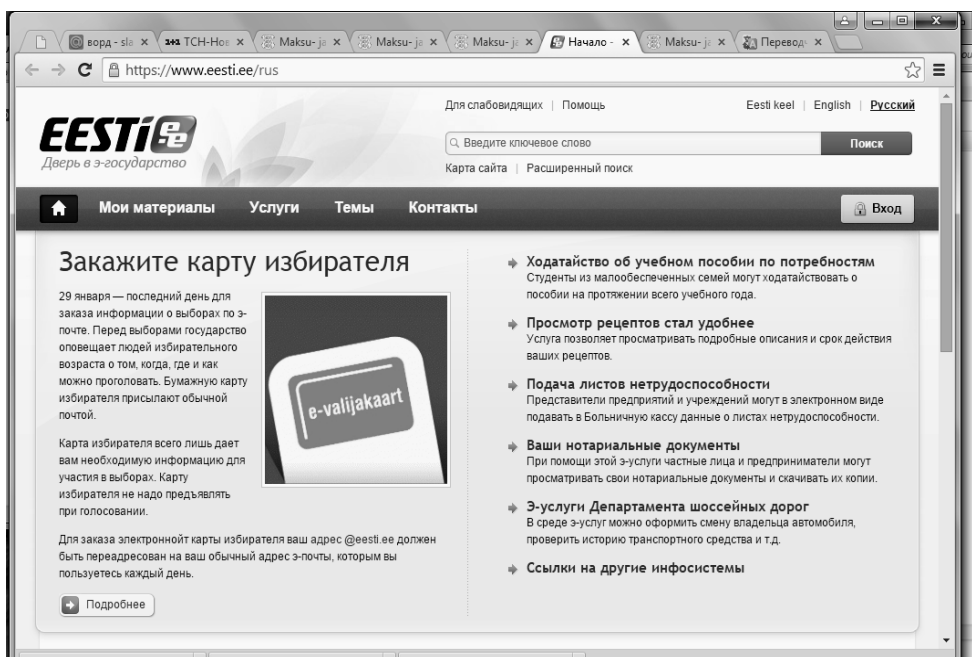 ворд - sla
ТСН-Нов
Maksu- ja
Maksu- ja
Maksu- ja
Начало -
Maksu- ja
Перевод
https://www.eesti.ee/rus
Для слабовидящих | Помощь
Eesti keel | English | Русский
EESTi.ee
Дверь в э-государство
Введите ключевое слово
Поиск
Карта сайта | Расширенный поиск
Мои материалы Услуги Темы Контакты
Вход
Закажите карту избирателя
29 января — последний день для
заказа информации о выборах по э-
почте. Перед выборами государство
оповещает людей избирательного
возраста о том, когда, где и как
можно проголовать. Бумажную карту
избирателя присылают обычной
почтой.
e-valijakaart
Карта избирателя всего лишь дает
вам необходимую информацию для
участия в выборах. Карту
избирателя не надо предъявлять
при голосовании.
Для заказа электроннойт карты избирателя ваш адрес @eesti.ee должен
быть переадресован на ваш обычный адрес э-почты, которым вы
пользуетесь каждый день.
Подробнее
Ходатайство об учебном пособии по потребностям
Студенты из малообеспеченных семей могут ходатайствовать о
пособии на протяжении всего учебного года.
Просмотр рецептов стал удобнее
Услуга позволяет просматривать подробные описания и срок действия
ваших рецептов.
Подача листов нетрудоспособности
Представители предприятий и учреждений могут в электронном виде
подавать в Больничную кассу данные о листах нетрудоспособности.
Ваши нотариальные документы
При помощи этой э-услуги частные лица и предприниматели могут
просматривать свои нотариальные документы и скачивать их копии.
Э-услуги Департамента шоссейных дорог
В среде э-услуг можно оформить смену владельца автомобиля,
проверить историю транспортного средства и т.д.
Ссылки на другие инфосистемы